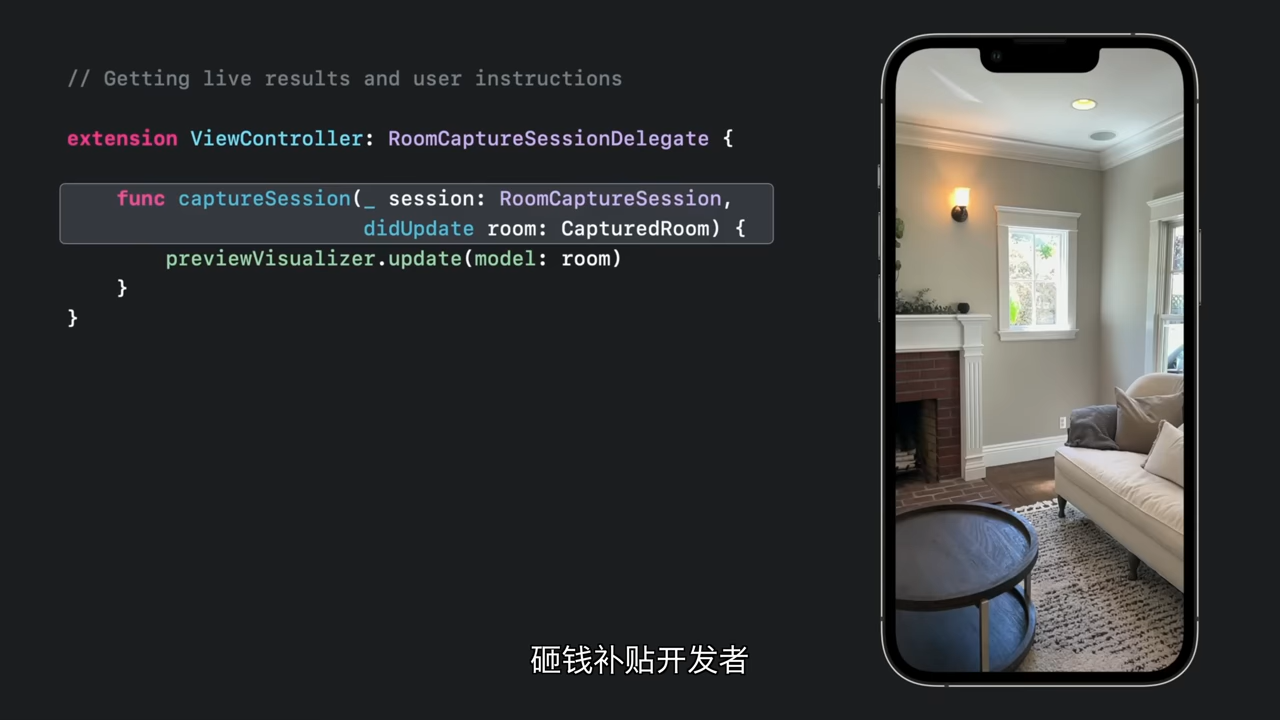 // Getting live results and user instructions
extension ViewController: RoomCaptureSessionDelegate {
func captureSession(_ session: RoomCaptureSession,
didUpdate room: CapturedRoom) {
previewVisualizer.update(model: room)
}
}
砸钱补贴开发者